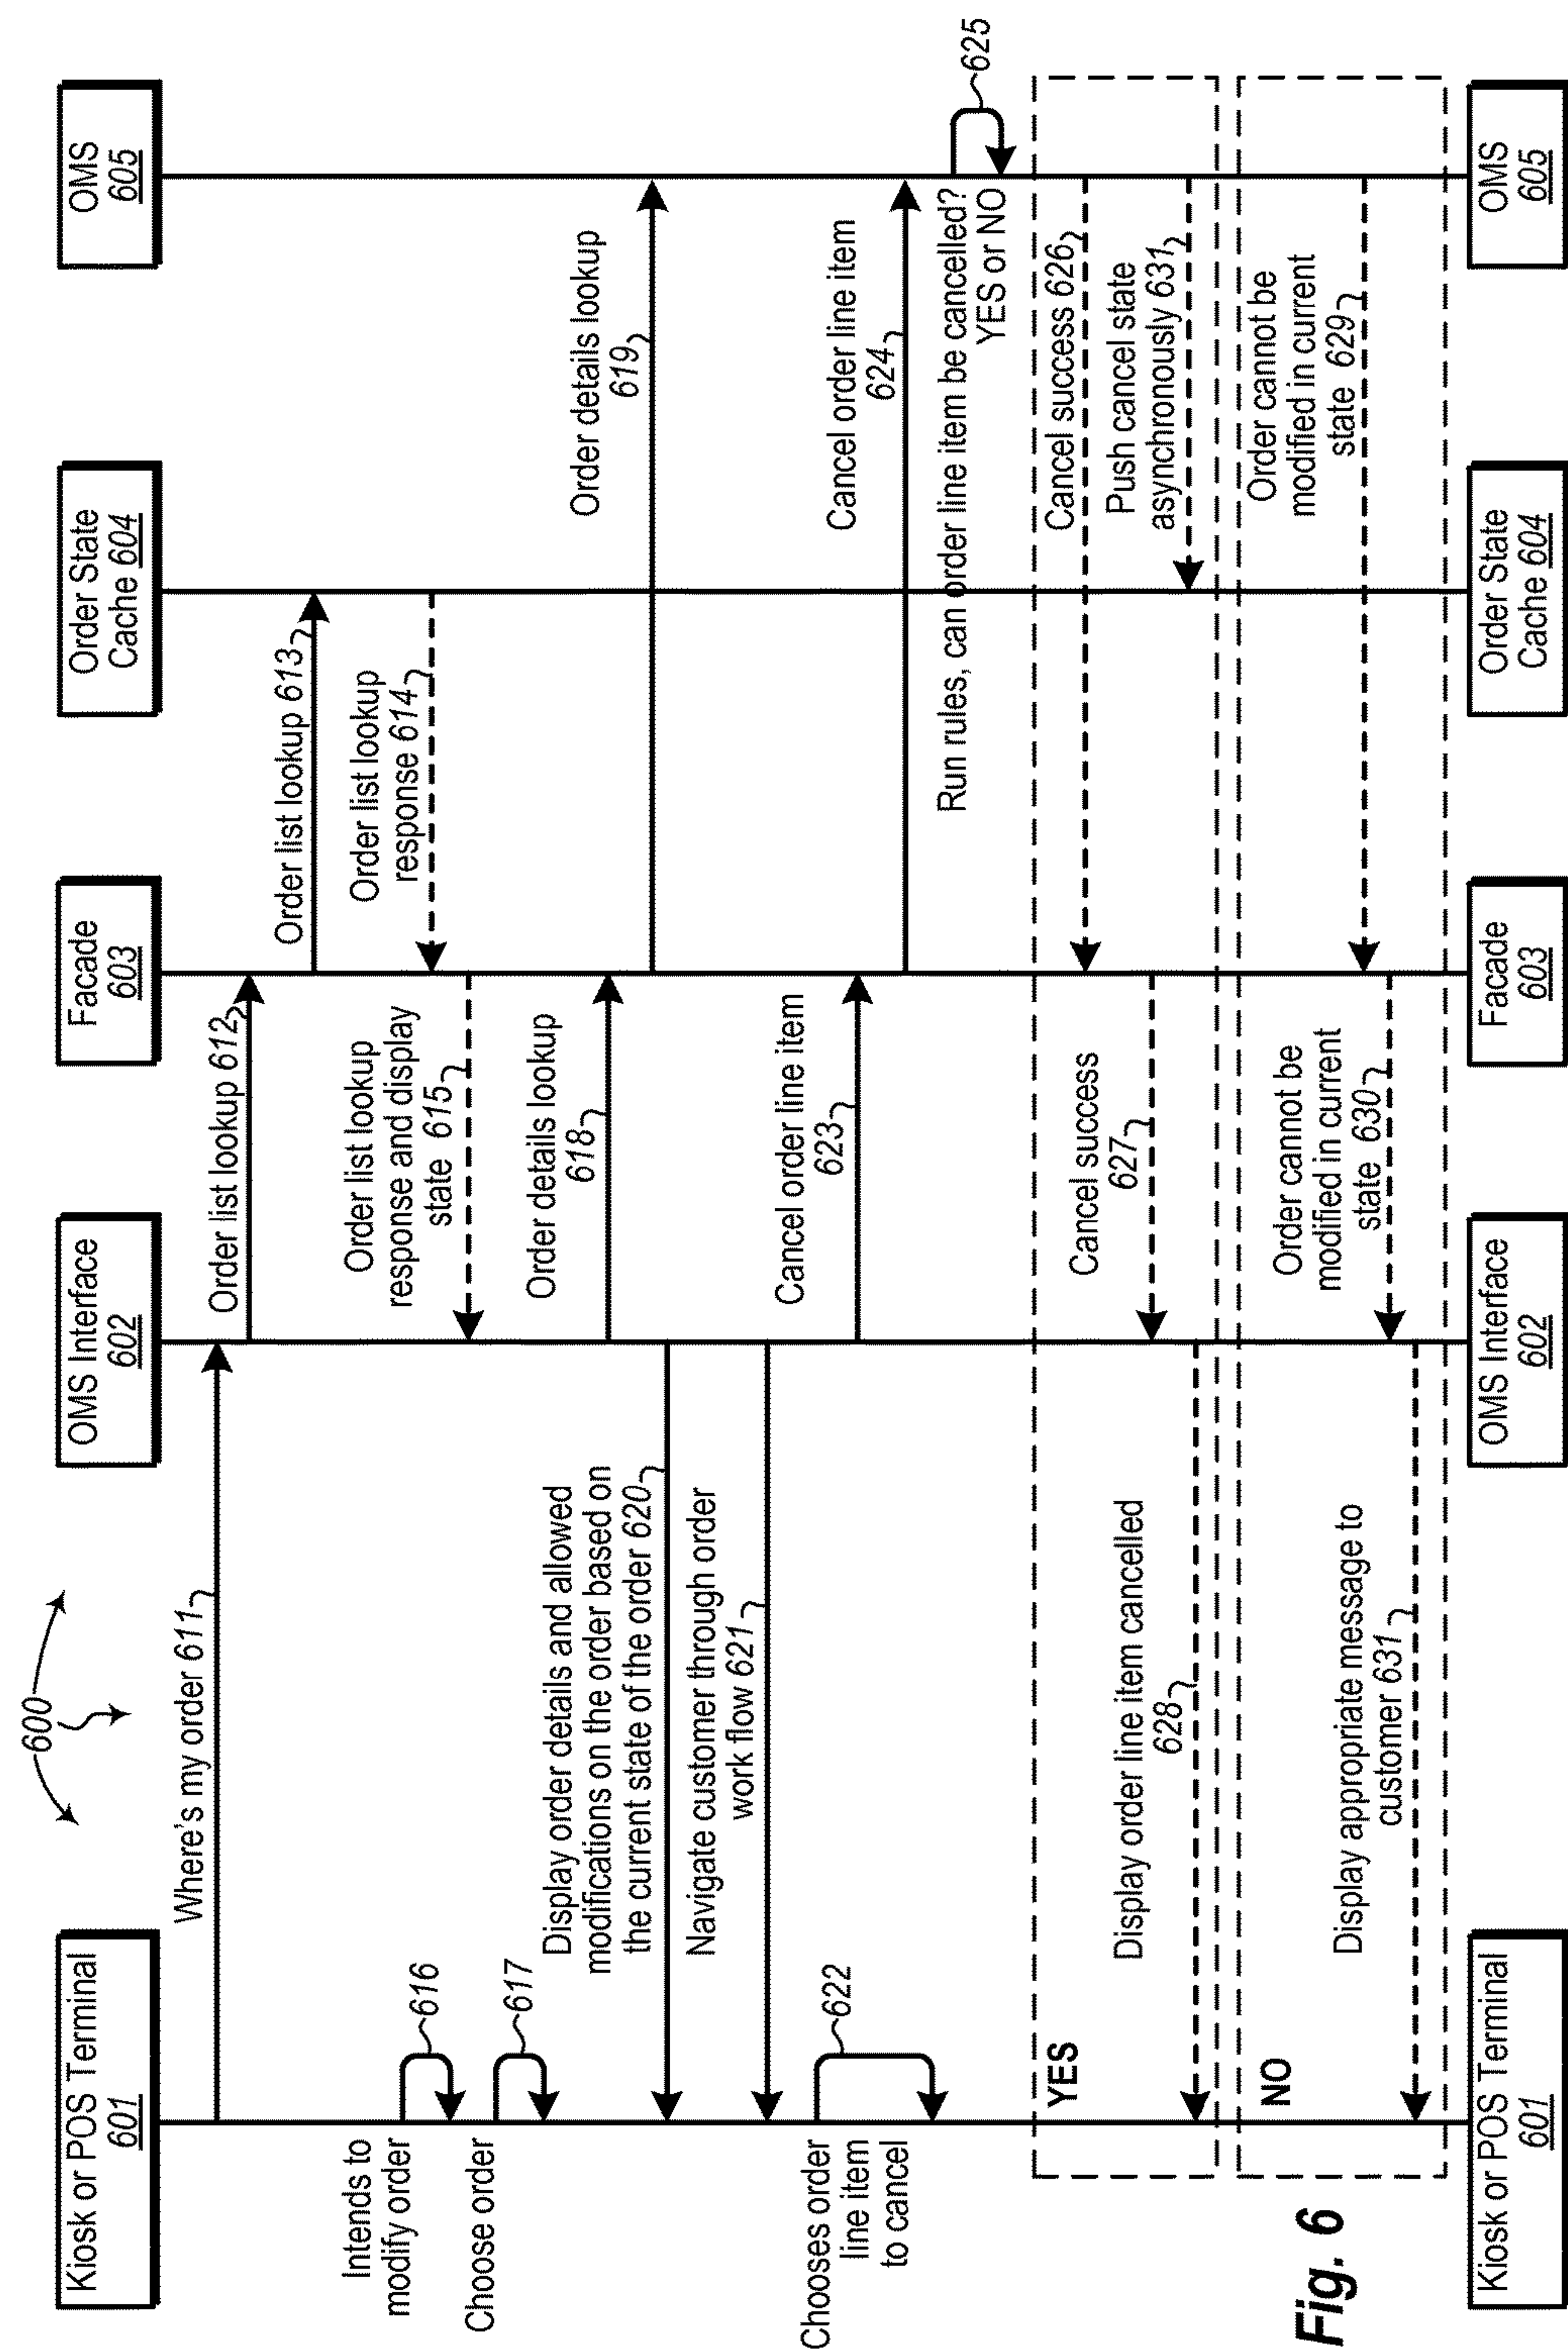 600
Kiosk or POS Terminal
601
OMS Interface
602
Facade
603
Order State
Cache 604
OMS
605
Where's my order 611
Order list lookup 612
Order list lookup 613
Order list lookup
response 614
Order list lookup
response and display
state 615
Intends to
modify order
616
Choose order
617
Order details lookup
618
Order details lookup
619
Display order details and allowed
modifications on the order based on
the current state of the order 620
Navigate customer through order
work flow 621
Chooses order
line item
to cancel
622
Cancel order line item
623
Cancel order line item
624
Run rules, can order line item be cancelled?
YES or NO
625
YES
Cancel success 626
Cancel success
627
Push cancel state
asynchronously 631
Display order line item cancelled
628
NO
Order cannot be
modified in current
state 629
Order cannot be
modified in current
state 630
Display appropriate message to
customer 631
Kiosk or POS Terminal
601
OMS Interface
602
Facade
603
Order State
Cache 604
OMS
605
Fig. 6